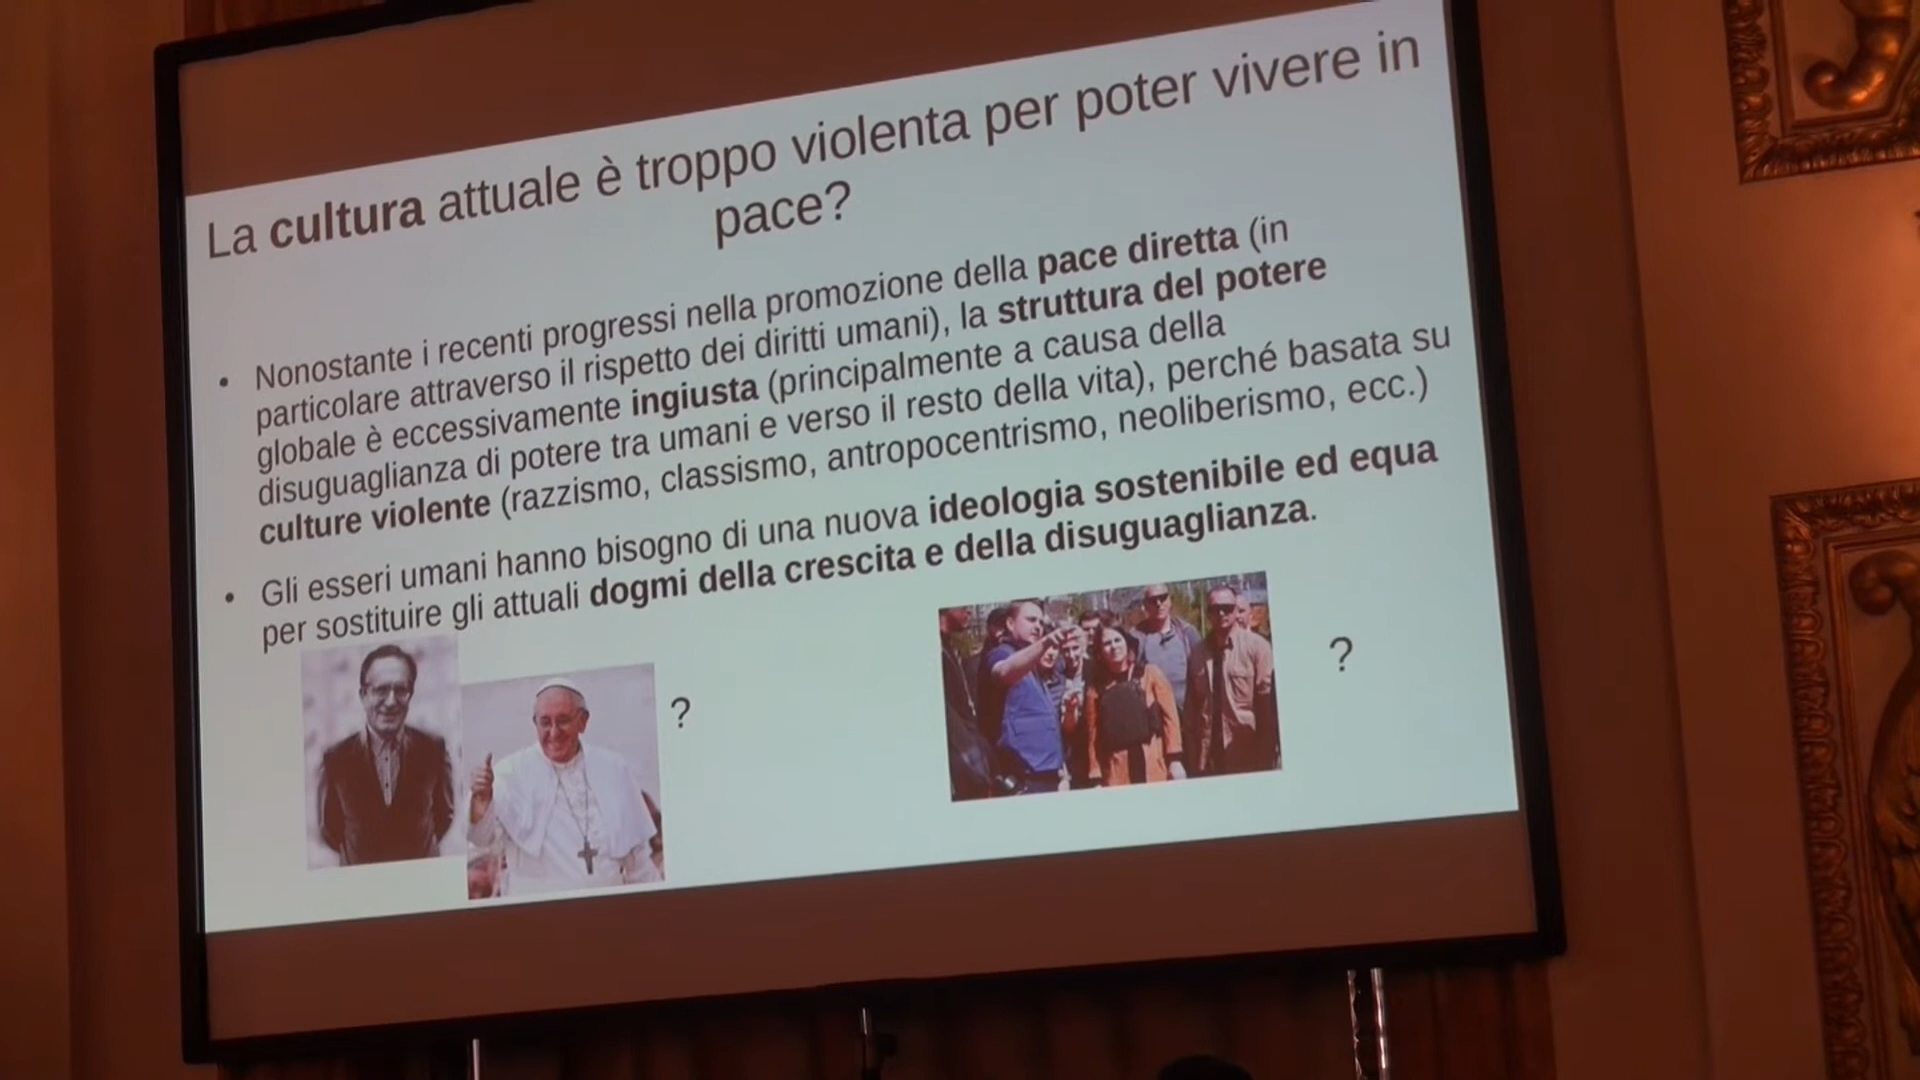 La cultura attuale è troppo violenta per poter vivere in
pace?
• Nonostante i recenti progressi nella promozione della pace diretta (in
particolare attraverso il rispetto dei diritti umani), la struttura del potere
globale è eccessivamente ingiusta (principalmente a causa della
disuguaglianza di potere tra umani e verso il resto della vita), perché basata su
culture violente (razzismo, classismo, antropocentrismo, neoliberismo, ecc.)
• Gli esseri umani hanno bisogno di una nuova ideologia sostenibile ed equa
per sostituire gli attuali dogmi della crescita e della disuguaglianza.
?
?